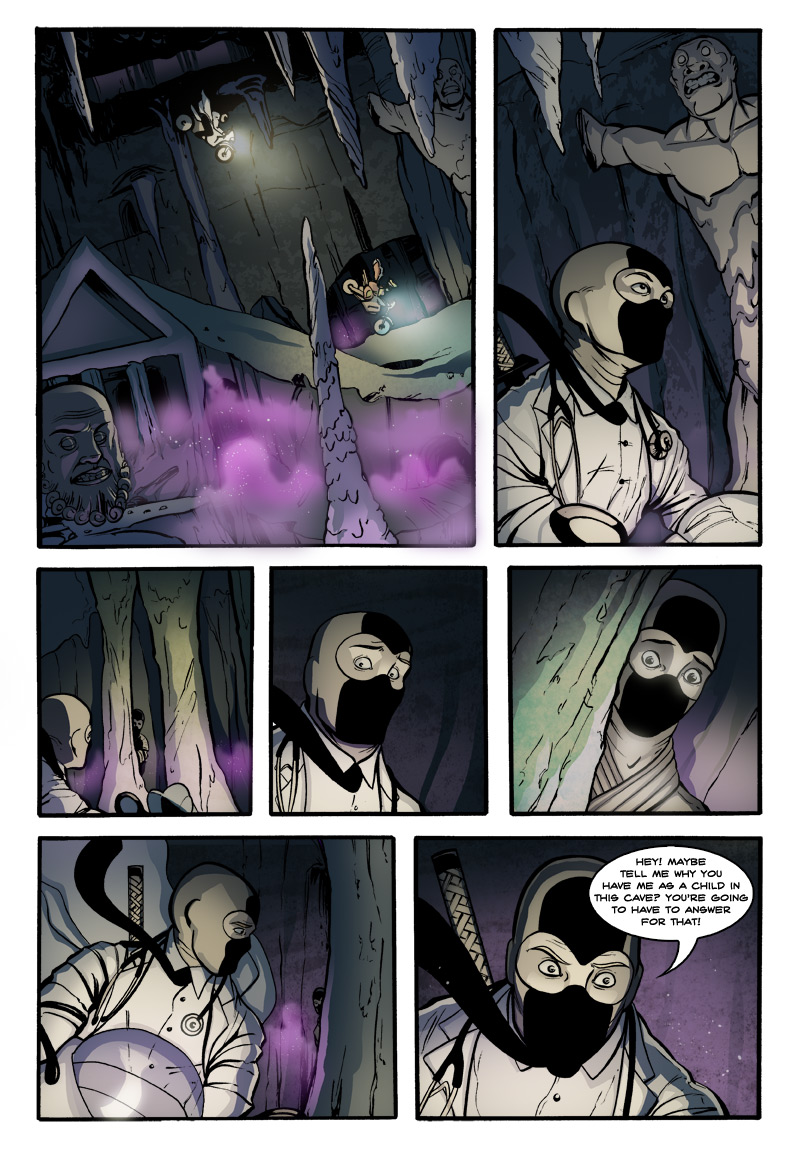 HEY! MAYBE
TELL ME WHY YOU
HAVE ME AS A CHILD IN
THIS CAVE? YOU'RE GOING
TO HAVE TO ANSWER
FOR THAT!